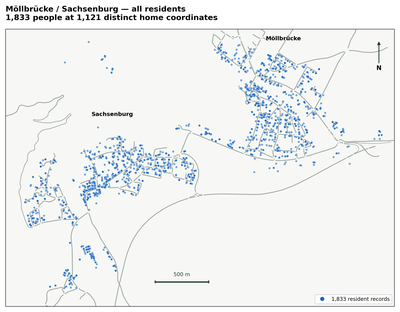 Möllbrücke / Sachsenburg — all residents
1,833 people at 1,121 distinct home coordinates
Möllbrücke
N
Sachsenburg
500 m
1,833 resident records